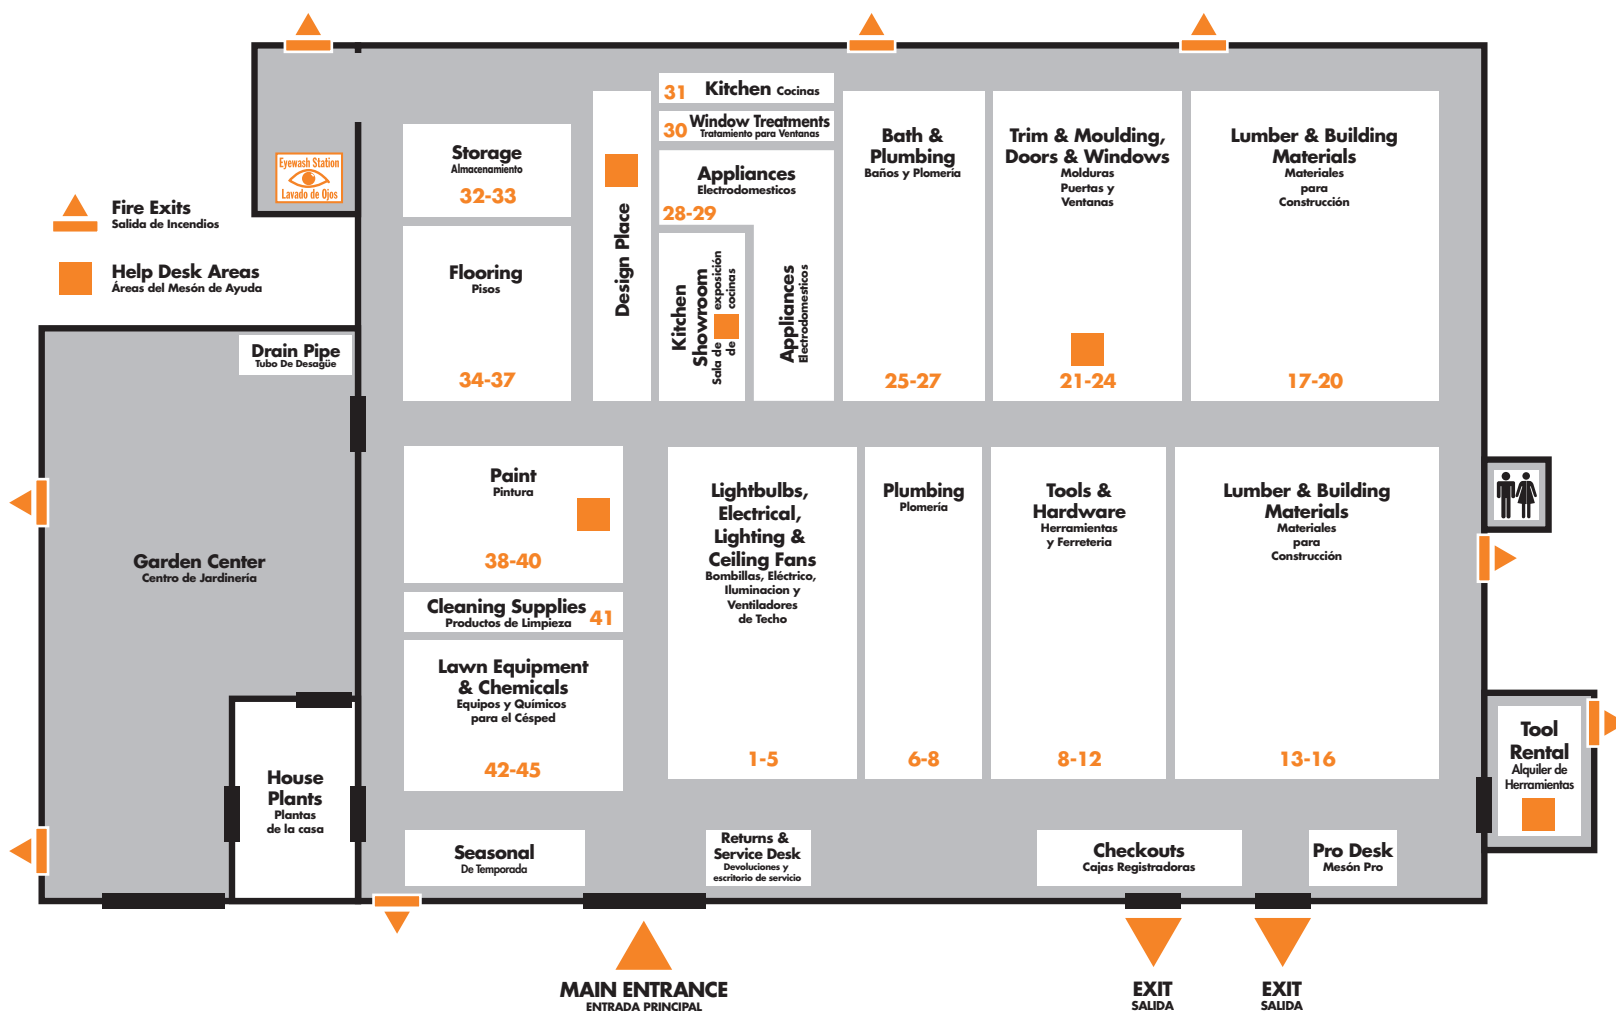 Eyewash Station
Lavado de Ojos
Fire Exits
Salida de Incendios
Help Desk Areas
Áreas del Mesón de Ayuda
Storage
Almacenamiento
32-33
Flooring
Pisos
34-37
Design Place
31 Kitchen Cocinas
30 Window Treatments
Tratamiento para Ventanas
Appliances
Electrodomesticos
28-29
Kitchen
Showroom
Sala de exposición
de cocinas
Appliances
Electrodomesticos
Bath &
Plumbing
Baños y Plomería
25-27
Trim & Moulding,
Doors & Windows
Molduras
Puertas y
Ventanas
21-24
Lumber & Building
Materials
Materiales
para
Construcción
17-20
Drain Pipe
Tubo De Desagüe
Garden Center
Centro de Jardinería
House
Plants
Plantas
de la casa
Paint
Pintura
38-40
Cleaning Supplies
Productos de Limpieza
41
Lawn Equipment
& Chemicals
Equipos y Químicos
para el Césped
42-45
Lightbulbs,
Electrical,
Lighting &
Ceiling Fans
Bombillas, Eléctrico,
Iluminacion y
Ventiladores
de Techo
1-5
Plumbing
Plomería
6-8
Tools &
Hardware
Herramientas
y Ferreteria
8-12
Lumber & Building
Materials
Materiales
para
Construcción
13-16
Tool
Rental
Alquiler de
Herramientas
Seasonal
De Temporada
Returns &
Service Desk
Devoluciones y
escritorio de servicio
Checkouts
Cajas Registradoras
Pro Desk
Mesón Pro
MAIN ENTRANCE
ENTRADA PRINCIPAL
EXIT
SALIDA
EXIT
SALIDA